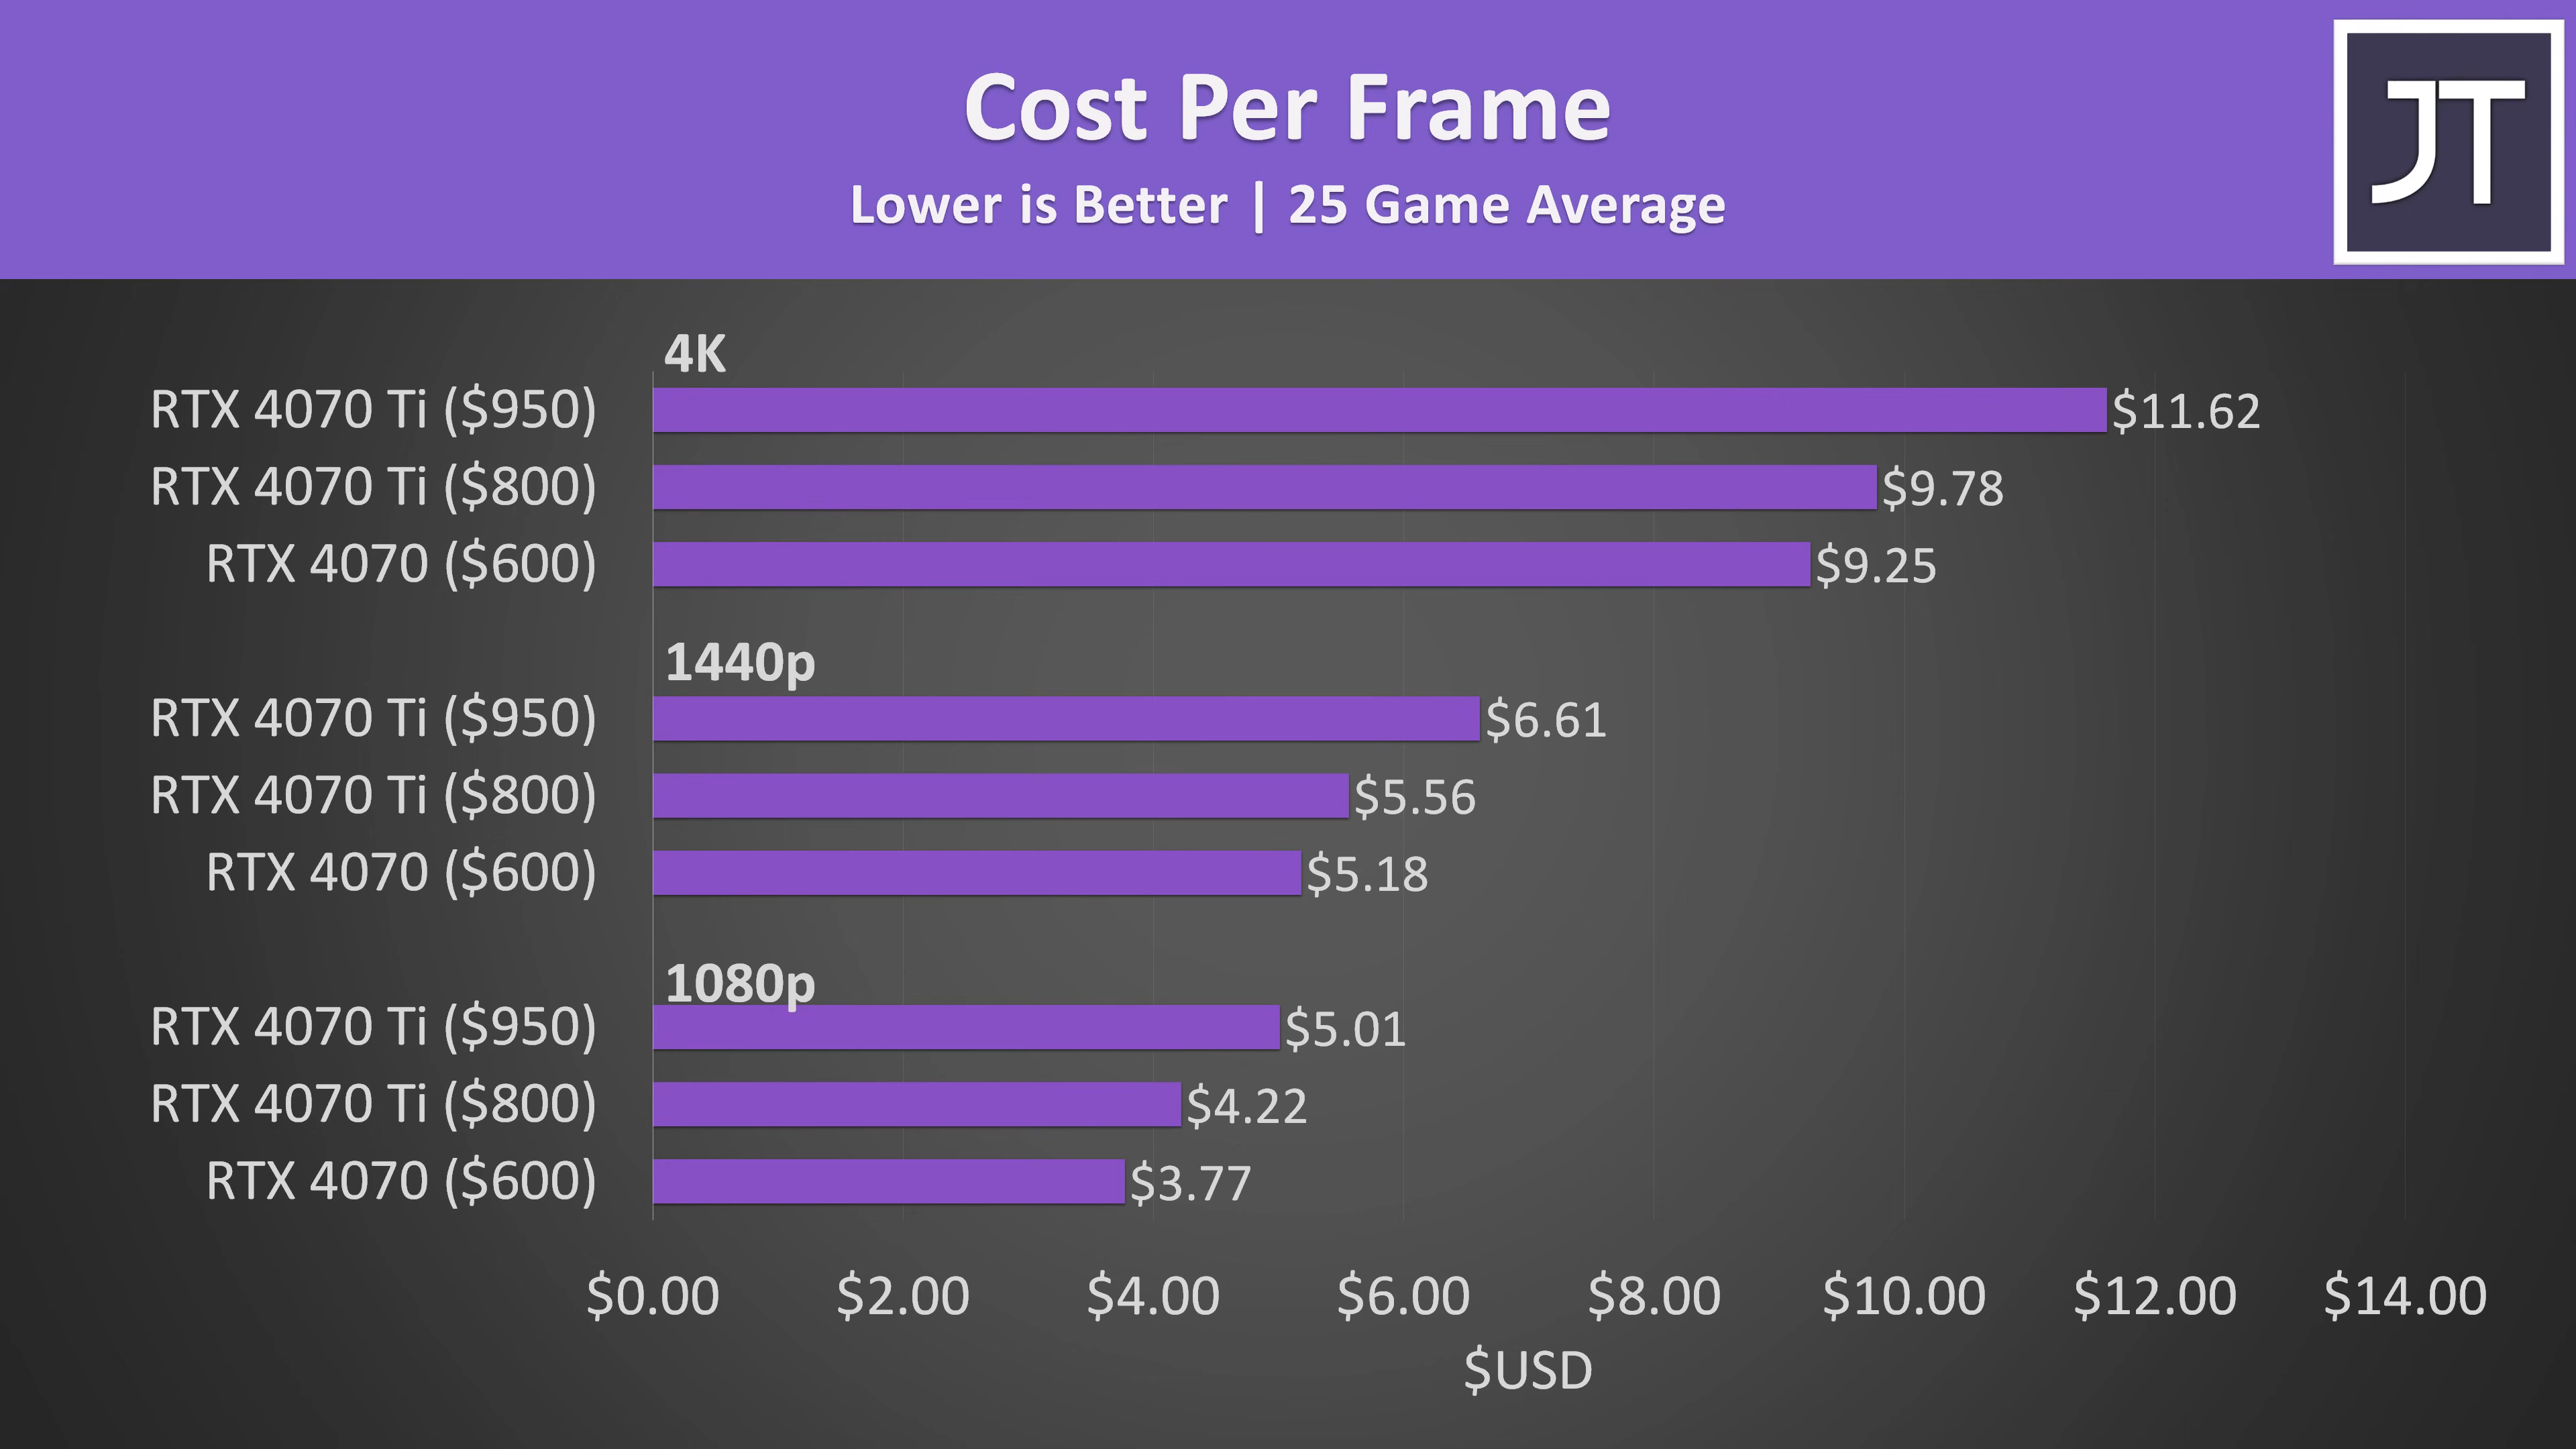 Cost Per Frame
Lower is Better | 25 Game Average
JT
4K
RTX 4070 Ti ($950) $11.62
RTX 4070 Ti ($800) $9.78
RTX 4070 ($600) $9.25
1440p
RTX 4070 Ti ($950) $6.61
RTX 4070 Ti ($800) $5.56
RTX 4070 ($600) $5.18
1080p
RTX 4070 Ti ($950) $5.01
RTX 4070 Ti ($800) $4.22
RTX 4070 ($600) $3.77
$0.00 $2.00 $4.00 $6.00 $8.00 $10.00 $12.00 $14.00
$USD